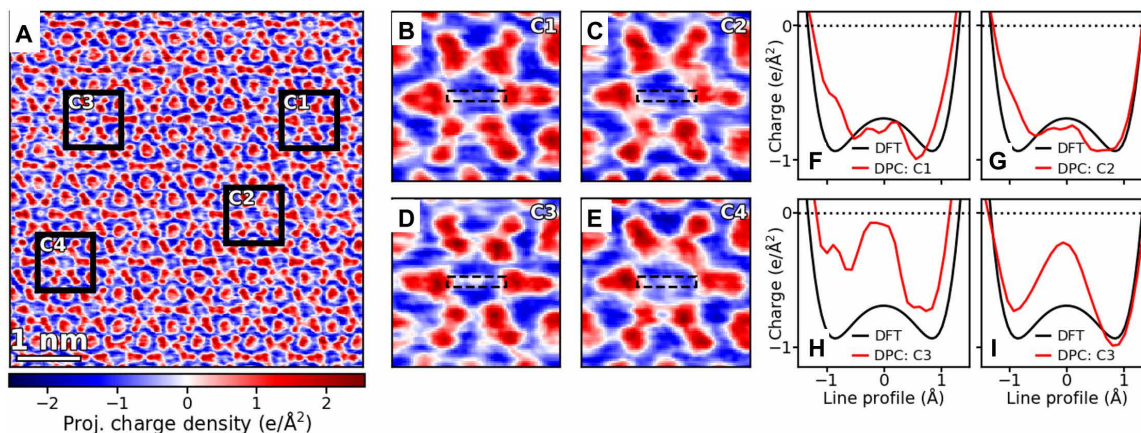 A
C3
C1
C2
C4
1 nm
−2 −1 0 1 2
Proj. charge density (e/Å²)
B
C1
C
C2
D
C3
E
C4
0
−1
Charge (e/Å²)
F
DFT
DPC: C1
G
DFT
DPC: C2
0
−1
Charge (e/Å²)
H
DFT
DPC: C3
−1 0 1
Line profile (Å)
I
DFT
DPC: C3
−1 0 1
Line profile (Å)